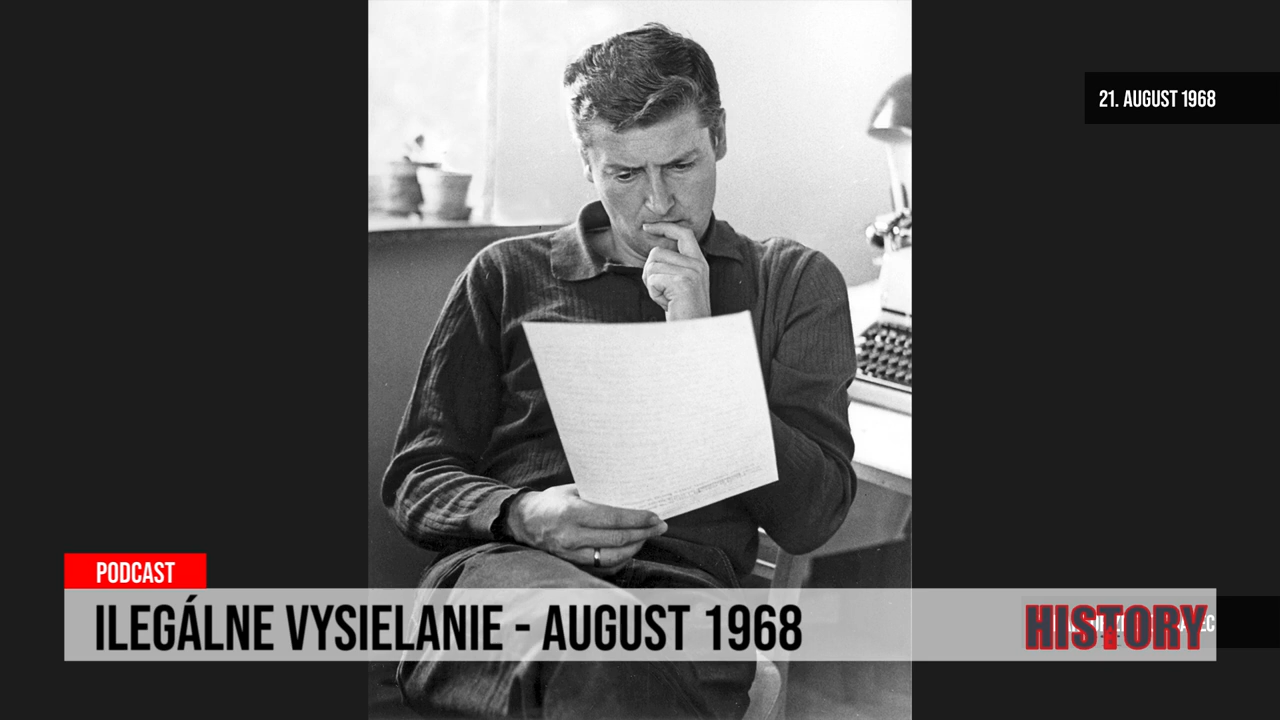 21. AUGUST 1968
PODCAST
ILEGÁLNE VYSIELANIE - AUGUST 1968
HISTORY